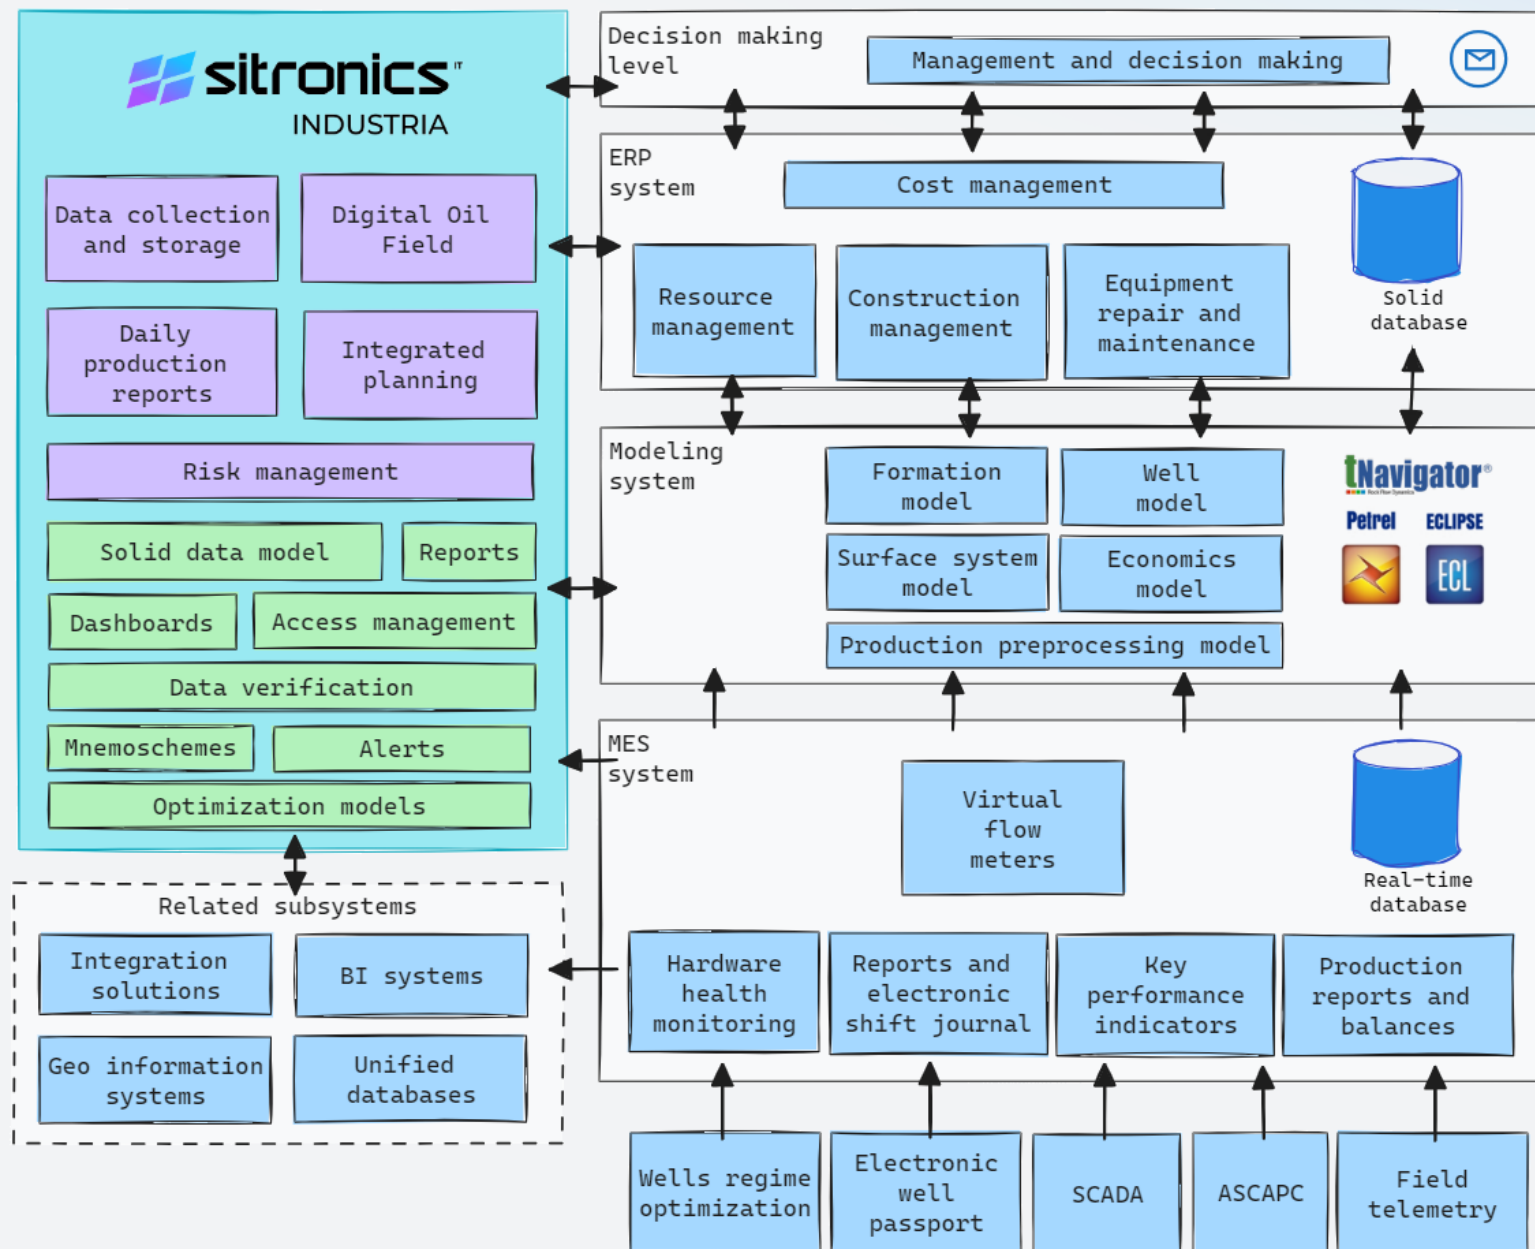 sitronics IT
INDUSTRIA
Data collection
and storage
Digital Oil
Field
Daily
production
reports
Integrated
planning
Risk management
Solid data model
Reports
Dashboards
Access management
Data verification
Mnemoschemes
Alerts
Optimization models
Related subsystems
Integration
solutions
BI systems
Geo information
systems
Unified
databases
Decision making
level
Management and decision making
ERP
system
Cost management
Resource
management
Construction
management
Equipment
repair and
maintenance
Solid
database
Modeling
system
Formation
model
Well
model
Surface system
model
Economics
model
Production preprocessing model
tNavigator®
Rock Flow Dynamics
Petrel
ECLIPSE
ECL
MES
system
Virtual
flow
meters
Real-time
database
Hardware
health
monitoring
Reports and
electronic
shift journal
Key
performance
indicators
Production
reports and
balances
Wells regime
optimization
Electronic
well
passport
SCADA
ASCAPC
Field
telemetry